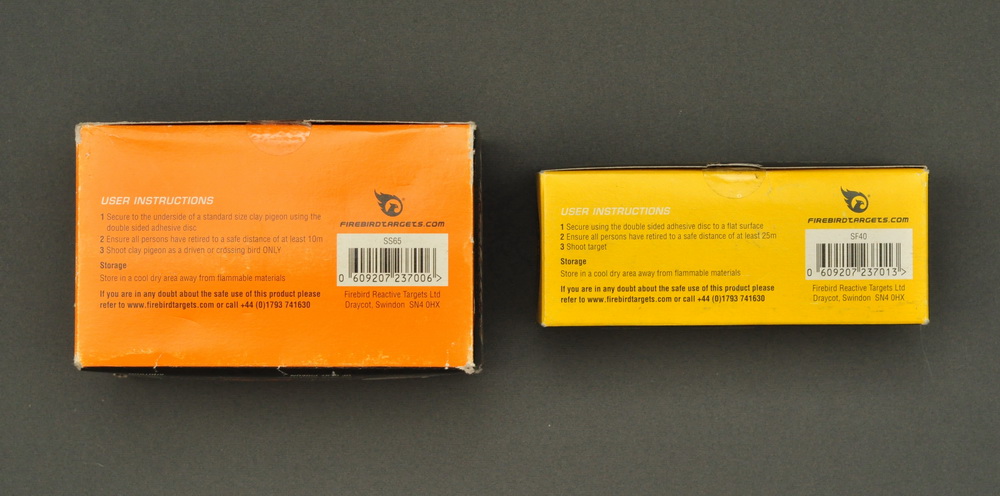 USER INSTRUCTIONS
1 Secure to the underside of a standard size clay pigeon using the
double sided adhesive disc
2 Ensure all persons have retired to a safe distance of at least 10m
3 Shoot clay pigeon as a driven or crossing bird ONLY
Storage
Store in a cool dry area away from flammable materials
If you are in any doubt about the safe use of this product please
refer to www.firebirdtargets.com or call +44 (0)1793 741630
FIREBIRDTARGETS.COM
SS65
0 609207 237006 >
Firebird Reactive Targets Ltd
Draycot, Swindon SN4 0HX
USER INSTRUCTIONS
1 Secure using the double sided adhesive disc to a flat surface
2 Ensure all persons have retired to a safe distance of at least 25m
3 Shoot target
Storage
Store in a cool dry area away from flammable materials
If you are in any doubt about the safe use of this product please
refer to www.firebirdtargets.com or call +44 (0)1793 741630
FIREBIRDTARGETS.COM
SF40
0 609207 237013 >
Firebird Reactive Targets Ltd
Draycot, Swindon SN4 0HX